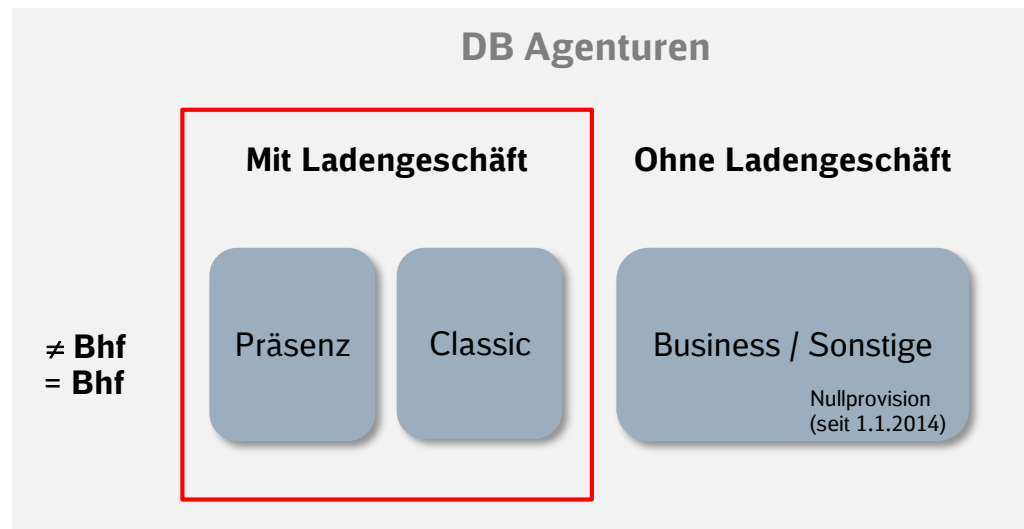 DB Agenturen
Mit Ladengeschäft
Ohne Ladengeschäft
≠ Bhf
= Bhf
Präsenz
Classic
Business / Sonstige
Nullprovision
(seit 1.1.2014)